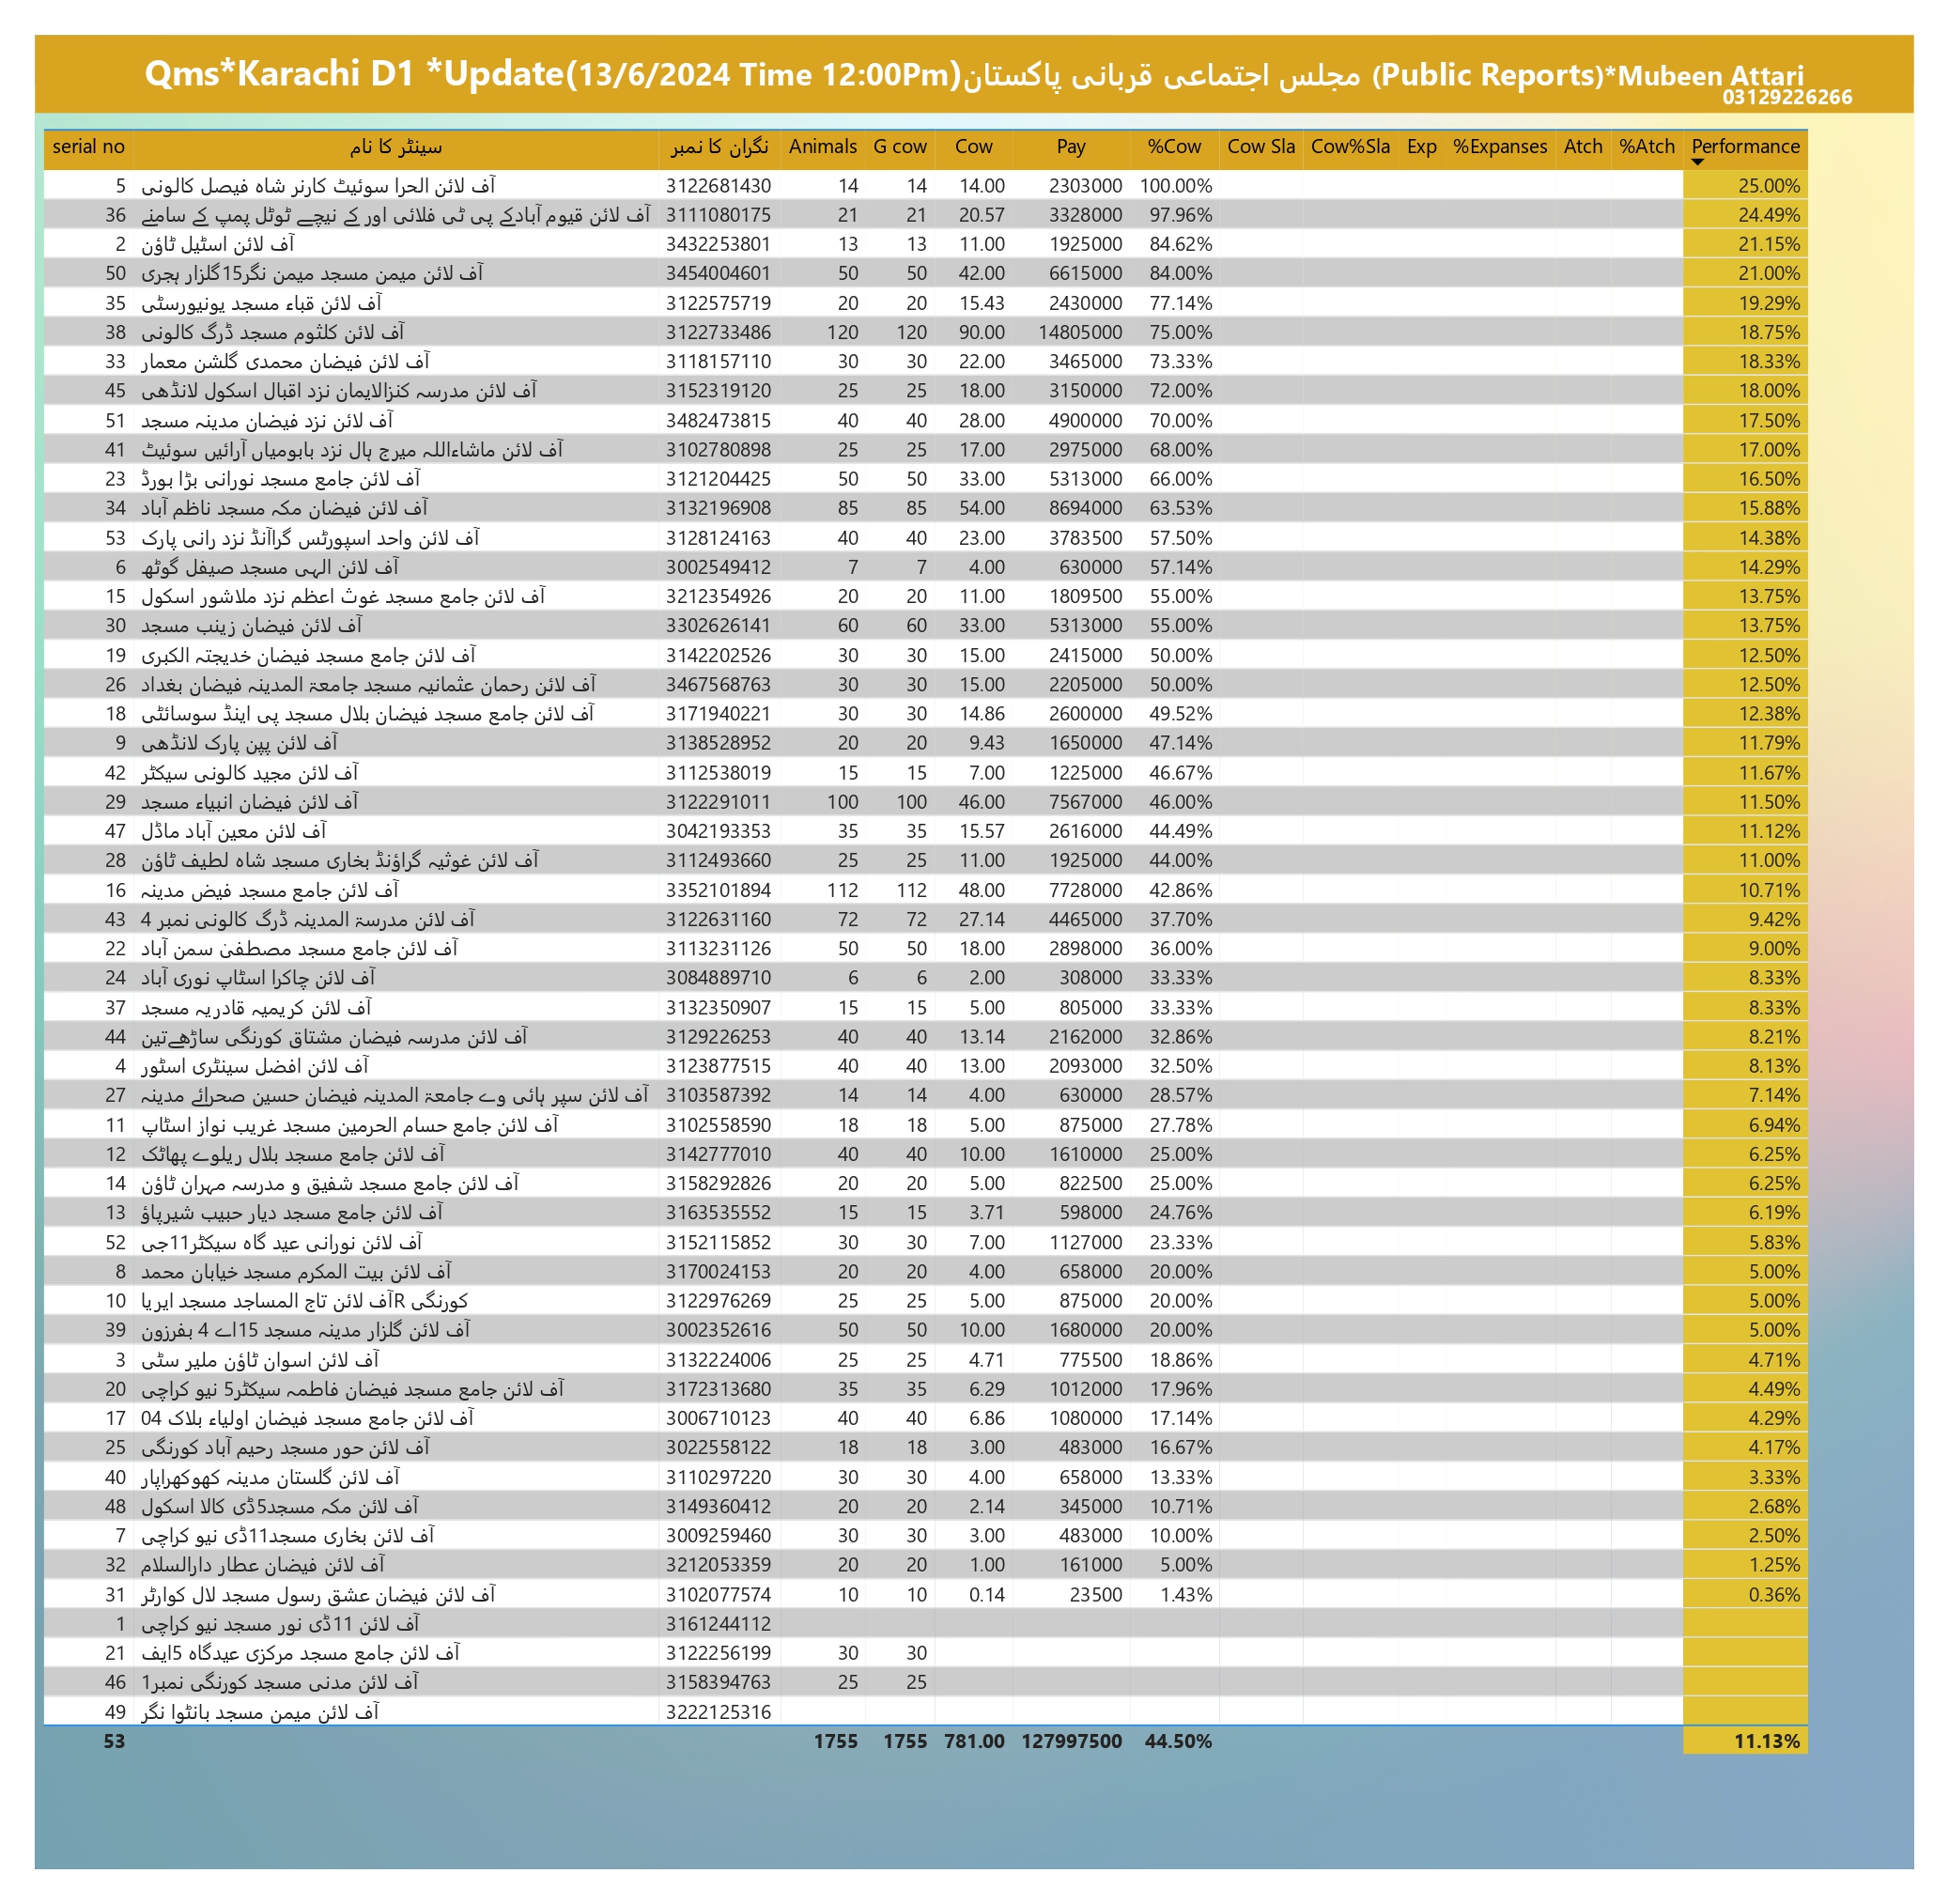 Qms*Karachi D1 *Update(13/6/2024 Time 12:00Pm)مجلس اجتماعی قربانی پاکستان (Public Reports)*Mubeen Attari
03129226266
serial no سینٹر کا نام نگران کا نمبر Animals G cow Cow Pay %Cow Cow Sla Cow%Sla Exp %Expanses Atch %Atch Performance
5 آف لائن الحرا سوئیٹ کارنر شاہ فیصل کالونی 3122681430 14 14 14.00 2303000 100.00% 25.00%
36 آف لائن قیوم آبادکے پی ٹی فلائی اور کے نیچے ٹوٹل پمپ کے سامنے 3111080175 21 21 20.57 3328000 97.96% 24.49%
2 آف لائن اسٹیل ٹاؤن 3432253801 13 13 11.00 1925000 84.62% 21.15%
50 آف لائن میمن مسجد میمن نگر15گلزار ہجری 3454004601 50 50 42.00 6615000 84.00% 21.00%
35 آف لائن قباء مسجد یونیورسٹی 3122575719 20 20 15.43 2430000 77.14% 19.29%
38 آف لائن کلثوم مسجد ڈرگ کالونی 3122733486 120 120 90.00 14805000 75.00% 18.75%
33 آف لائن فیضان محمدی گلشن معمار 3118157110 30 30 22.00 3465000 73.33% 18.33%
45 آف لائن مدرسہ کنزالایمان نزد اقبال اسکول لانڈھی 3152319120 25 25 18.00 3150000 72.00% 18.00%
51 آف لائن نزد فیضان مدینہ مسجد 3482473815 40 40 28.00 4900000 70.00% 17.50%
41 آف لائن ماشاءاللہ میرج ہال نزد بابومیاں آرائیں سوئیٹ 3102780898 25 25 17.00 2975000 68.00% 17.00%
23 آف لائن جامع مسجد نورانی بڑا بورڈ 3121204425 50 50 33.00 5313000 66.00% 16.50%
34 آف لائن فیضان مکہ مسجد ناظم آباد 3132196908 85 85 54.00 8694000 63.53% 15.88%
53 آف لائن واحد اسپورٹس گراآنڈ نزد رانی پارک 3128124163 40 40 23.00 3783500 57.50% 14.38%
6 آف لائن الہی مسجد صیفل گوٹھ 3002549412 7 7 4.00 630000 57.14% 14.29%
15 آف لائن جامع مسجد غوث اعظم نزد ملاشور اسکول 3212354926 20 20 11.00 1809500 55.00% 13.75%
30 آف لائن فیضان زینب مسجد 3302626141 60 60 33.00 5313000 55.00% 13.75%
19 آف لائن جامع مسجد فیضان خدیجتہ الکبری 3142202526 30 30 15.00 2415000 50.00% 12.50%
26 آف لائن رحمان عثمانیہ مسجد جامعۃ المدینہ فیضان بغداد 3467568763 30 30 15.00 2205000 50.00% 12.50%
18 آف لائن جامع مسجد فیضان بلال مسجد پی اینڈ سوسائٹی 3171940221 30 30 14.86 2600000 49.52% 12.38%
9 آف لائن پپن پارک لانڈھی 3138528952 20 20 9.43 1650000 47.14% 11.79%
42 آف لائن مجید کالونی سیکٹر 3112538019 15 15 7.00 1225000 46.67% 11.67%
29 آف لائن فیضان انبیاء مسجد 3122291011 100 100 46.00 7567000 46.00% 11.50%
47 آف لائن معین آباد ماڈل 3042193353 35 35 15.57 2616000 44.49% 11.12%
28 آف لائن غوثیہ گراؤنڈ بخاری مسجد شاہ لطیف ٹاؤن 3112493660 25 25 11.00 1925000 44.00% 11.00%
16 آف لائن جامع مسجد فیض مدینہ 3352101894 112 112 48.00 7728000 42.86% 10.71%
43 آف لائن مدرسۃ المدینہ ڈرگ کالونی نمبر 4 3122631160 72 72 27.14 4465000 37.70% 9.42%
22 آف لائن جامع مسجد مصطفی سمن آباد 3113231126 50 50 18.00 2898000 36.00% 9.00%
24 آف لائن چاکرا اسٹاپ نوری آباد 3084889710 6 6 2.00 308000 33.33% 8.33%
37 آف لائن کریمیہ قادریہ مسجد 3132350907 15 15 5.00 805000 33.33% 8.33%
44 آف لائن مدرسہ فیضان مشتاق کورنگی ساڑھےتین 3129226253 40 40 13.14 2162000 32.86% 8.21%
4 آف لائن افضل سینٹری اسٹور 3123877515 40 40 13.00 2093000 32.50% 8.13%
27 آف لائن سپر ہائی وے جامعۃ المدینہ فیضان حسین صحرائے مدینہ 3103587392 14 14 4.00 630000 28.57% 7.14%
11 آف لائن جامع حسام الحرمین مسجد غریب نواز اسٹاپ 3102558590 18 18 5.00 875000 27.78% 6.94%
12 آف لائن جامع مسجد بلال ریلوے پھاٹک 3142777010 40 40 10.00 1610000 25.00% 6.25%
14 آف لائن جامع مسجد شفیق و مدرسہ مہران ٹاؤن 3158292826 20 20 5.00 822500 25.00% 6.25%
13 آف لائن جامع مسجد دیار حبیب شیرپاؤ 3163535552 15 15 3.71 598000 24.76% 6.19%
52 آف لائن نورانی عید گاہ سیکٹر11جی 3152115852 30 30 7.00 1127000 23.33% 5.83%
8 آف لائن بیت المکرم مسجد خیابان محمد 3170024153 20 20 4.00 658000 20.00% 5.00%
10 آف لائن تاج المساجد مسجد ایریاR کورنگی 3122976269 25 25 5.00 875000 20.00% 5.00%
39 آف لائن گلزار مدینہ مسجد 15اے 4 بفرزون 3002352616 50 50 10.00 1680000 20.00% 5.00%
3 آف لائن اسوان ٹاؤن ملیر سٹی 3132224006 25 25 4.71 775500 18.86% 4.71%
20 آف لائن جامع مسجد فیضان فاطمہ سیکٹر5 نیو کراچی 3172313680 35 35 6.29 1012000 17.96% 4.49%
17 آف لائن جامع مسجد فیضان اولیاء بلاک 04 3006710123 40 40 6.86 1080000 17.14% 4.29%
25 آف لائن حور مسجد رحیم آباد کورنگی 3022558122 18 18 3.00 483000 16.67% 4.17%
40 آف لائن گلستان مدینہ کھوکھراپار 3110297220 30 30 4.00 658000 13.33% 3.33%
48 آف لائن مکہ مسجد5ڈی کالا اسکول 3149360412 20 20 2.14 345000 10.71% 2.68%
7 آف لائن بخاری مسجد11ڈی نیو کراچی 3009259460 30 30 3.00 483000 10.00% 2.50%
32 آف لائن فیضان عطار دارالسلام 3212053359 20 20 1.00 161000 5.00% 1.25%
31 آف لائن فیضان عشق رسول مسجد لال کوارٹر 3102077574 10 10 0.14 23500 1.43% 0.36%
1 آف لائن 11ڈی نور مسجد نیو کراچی 3161244112
21 آف لائن جامع مسجد مرکزی عیدگاہ 5ایف 3122256199 30 30
46 آف لائن مدنی مسجد کورنگی نمبر1 3158394763 25 25
49 آف لائن میمن مسجد بانٹوا نگر 3222125316
53 1755 1755 781.00 127997500 44.50% 11.13%